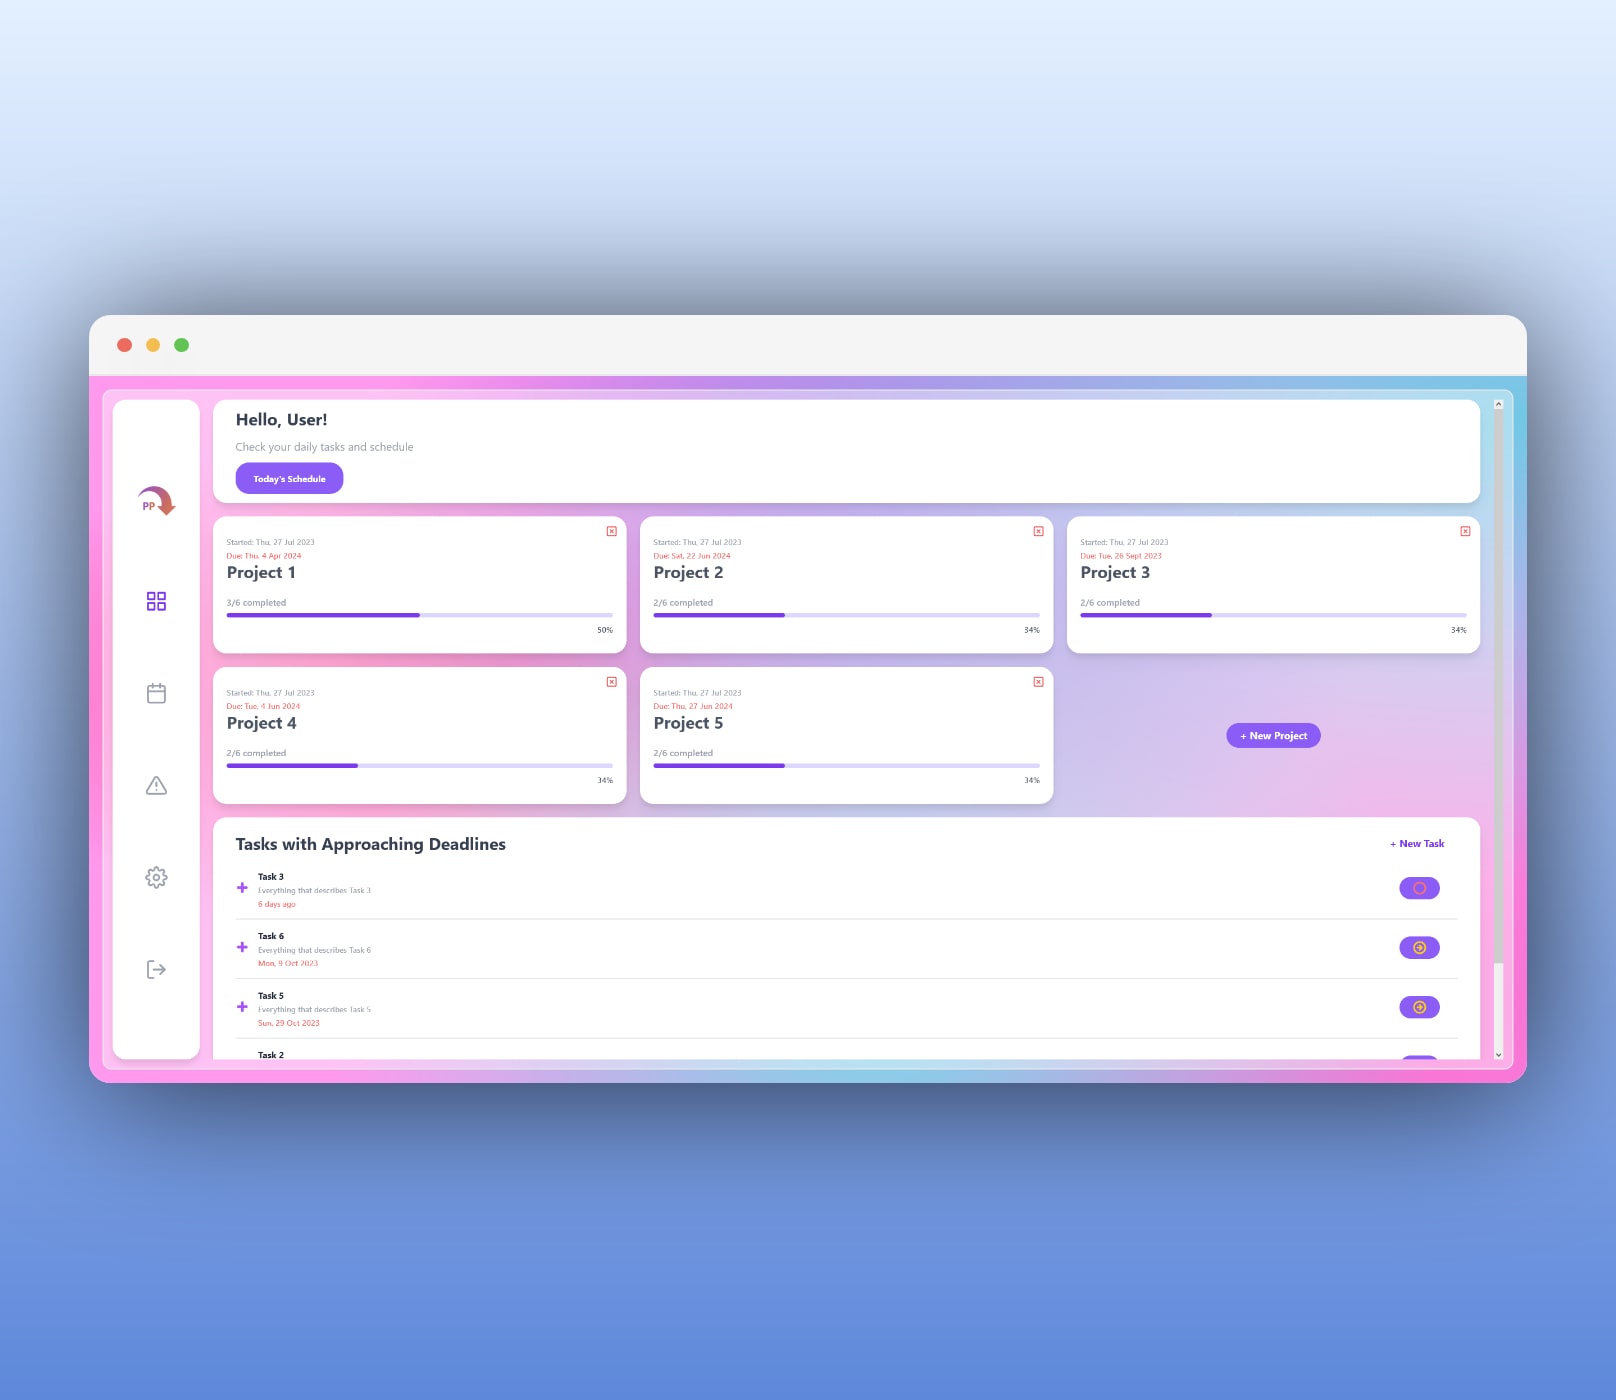 Hello, User!
Check your daily tasks and schedule
Today's Schedule
PP
Started: Thu, 27 Jul 2023
Due: Thu, 4 Apr 2024
Project 1
3/6 completed
50%
Started: Thu, 27 Jul 2023
Due: Sat, 22 Jun 2024
Project 2
2/6 completed
34%
Started: Thu, 27 Jul 2023
Due: Tue, 26 Sept 2023
Project 3
2/6 completed
34%
Started: Thu, 27 Jul 2023
Due: Tue, 4 Jun 2024
Project 4
2/6 completed
34%
Started: Thu, 27 Jul 2023
Due: Thu, 27 Jun 2024
Project 5
2/6 completed
34%
+ New Project
Tasks with Approaching Deadlines
+ New Task
Task 3
Everything that describes Task 3
6 days ago
Task 6
Everything that describes Task 6
Mon, 9 Oct 2023
Task 5
Everything that describes Task 5
Sun, 29 Oct 2023
Task 2